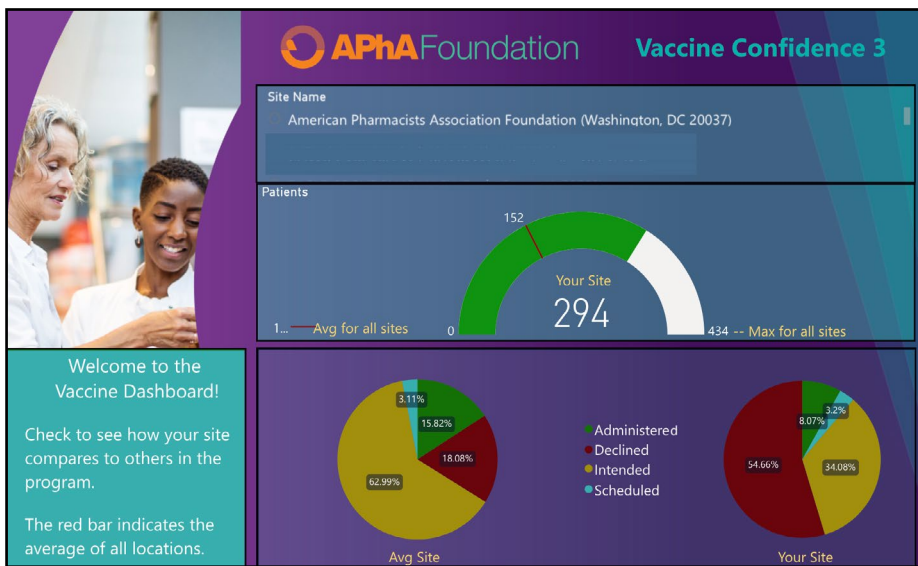 APhA Foundation
Vaccine Confidence 3
Site Name
American Pharmacists Association Foundation (Washington, DC 20037)
Patients
152
Your Site
294
1... Avg for all sites
0
434 -- Max for all sites
Welcome to the
Vaccine Dashboard!
Check to see how your site
compares to others in the
program.
The red bar indicates the
average of all locations.
3.11%
15.82%
18.08%
62.99%
Avg Site
Administered
Declined
Intended
Scheduled
8.07%
3.2%
54.66%
34.08%
Your Site